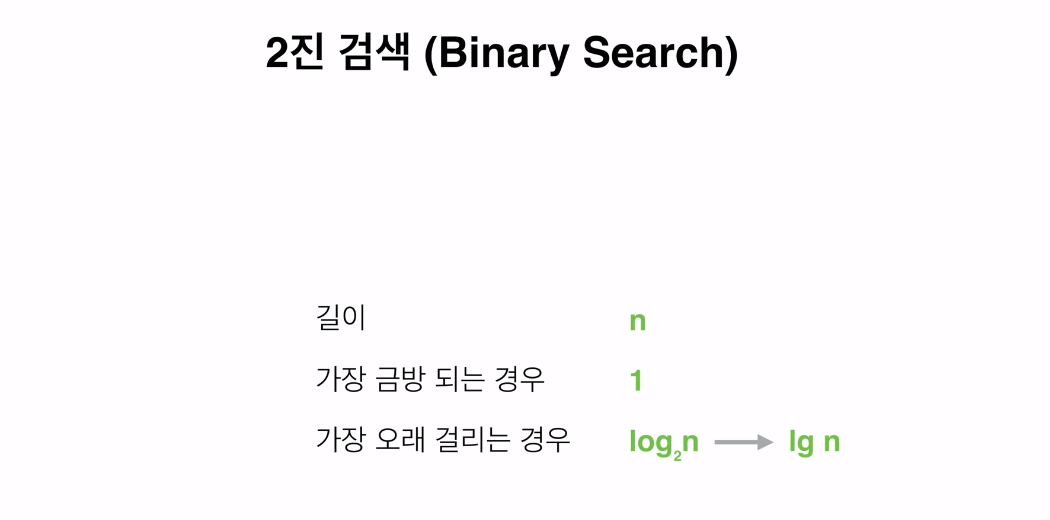 2진 검색 (Binary Search)
길이 n
가장 금방 되는 경우 1
가장 오래 걸리는 경우 log₂n → lg n